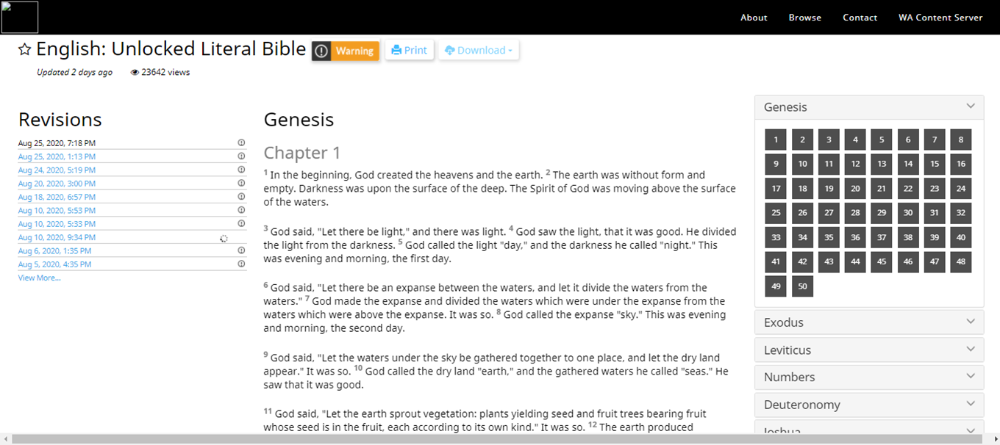 About Browse Contact WA Content Server
English: Unlocked Literal Bible Warning Print Download
Updated 2 days ago 23642 views
Revisions
Aug 25, 2020, 7:18 PM
Aug 25, 2020, 1:13 PM
Aug 24, 2020, 5:19 PM
Aug 20, 2020, 3:00 PM
Aug 18, 2020, 6:57 PM
Aug 10, 2020, 5:53 PM
Aug 10, 2020, 5:33 PM
Aug 10, 2020, 9:34 PM
Aug 6, 2020, 1:35 PM
Aug 5, 2020, 4:35 PM
View More...
Genesis
Chapter 1
1 In the beginning, God created the heavens and the earth. 2 The earth was without form and
empty. Darkness was upon the surface of the deep. The Spirit of God was moving above the surface
of the waters.
3 God said, "Let there be light," and there was light. 4 God saw the light, that it was good. He divided
the light from the darkness. 5 God called the light "day," and the darkness he called "night." This
was evening and morning, the first day.
6 God said, "Let there be an expanse between the waters, and let it divide the waters from the
waters." 7 God made the expanse and divided the waters which were under the expanse from the
waters which were above the expanse. It was so. 8 God called the expanse "sky." This was evening
and morning, the second day.
9 God said, "Let the waters under the sky be gathered together to one place, and let the dry land
appear." It was so. 10 God called the dry land "earth," and the gathered waters he called "seas." He
saw that it was good.
11 God said, "Let the earth sprout vegetation: plants yielding seed and fruit trees bearing fruit
whose seed is in the fruit, each according to its own kind." It was so. 12 The earth produced
Genesis
1 2 3 4 5 6 7 8
9 10 11 12 13 14 15 16
17 18 19 20 21 22 23 24
25 26 27 28 29 30 31 32
33 34 35 36 37 38 39 40
41 42 43 44 45 46 47 48
49 50
Exodus
Leviticus
Numbers
Deuteronomy
Joshua